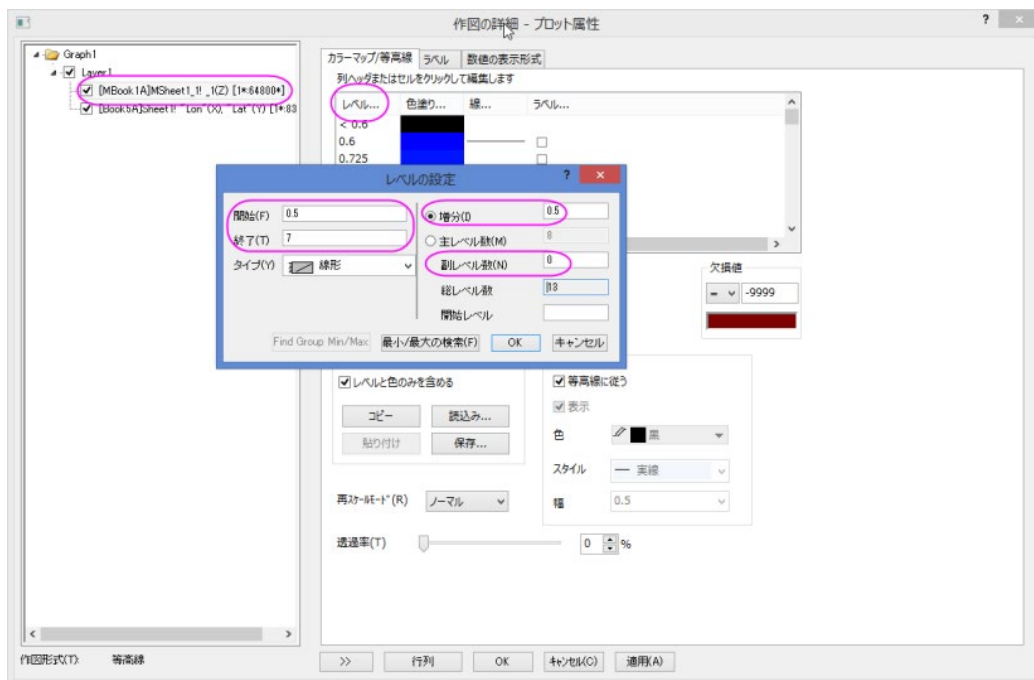 作図の詳細 - プロット属性
?
×
Graph1
Layer1
[MBook1A]MSheet1_1! _1(Z) [1*:64800*]
[Book5A]Sheet1! "Lon"(X), "Lat"(Y) [1*:83
カラーマップ/等高線 ラベル 数値の表示形式
列ヘッダまたはセルをクリックして編集します
レベル... 色塗り... 線... ラベル...
< 0.6
0.6
0.725
レベルの設定
?
×
開始(F) 0.5
終了(T) 7
タイプ(Y) 線形
増分(I) 0.5
主レベル数(M) 8
副レベル数(N) 0
総レベル数 13
開始レベル
Find Group Min/Max 最小/最大の検索(F) OK キャンセル
欠損値
= -9999
レベルと色のみを含める
コピー 読込み...
貼り付け 保存...
等高線に従う
表示
色 黒
スタイル 実線
幅 0.5
再スケールモード(R) ノーマル
透過率(T) 0 %
作図形式(T): 等高線
>> 行列 OK キャンセル(C) 適用(A)